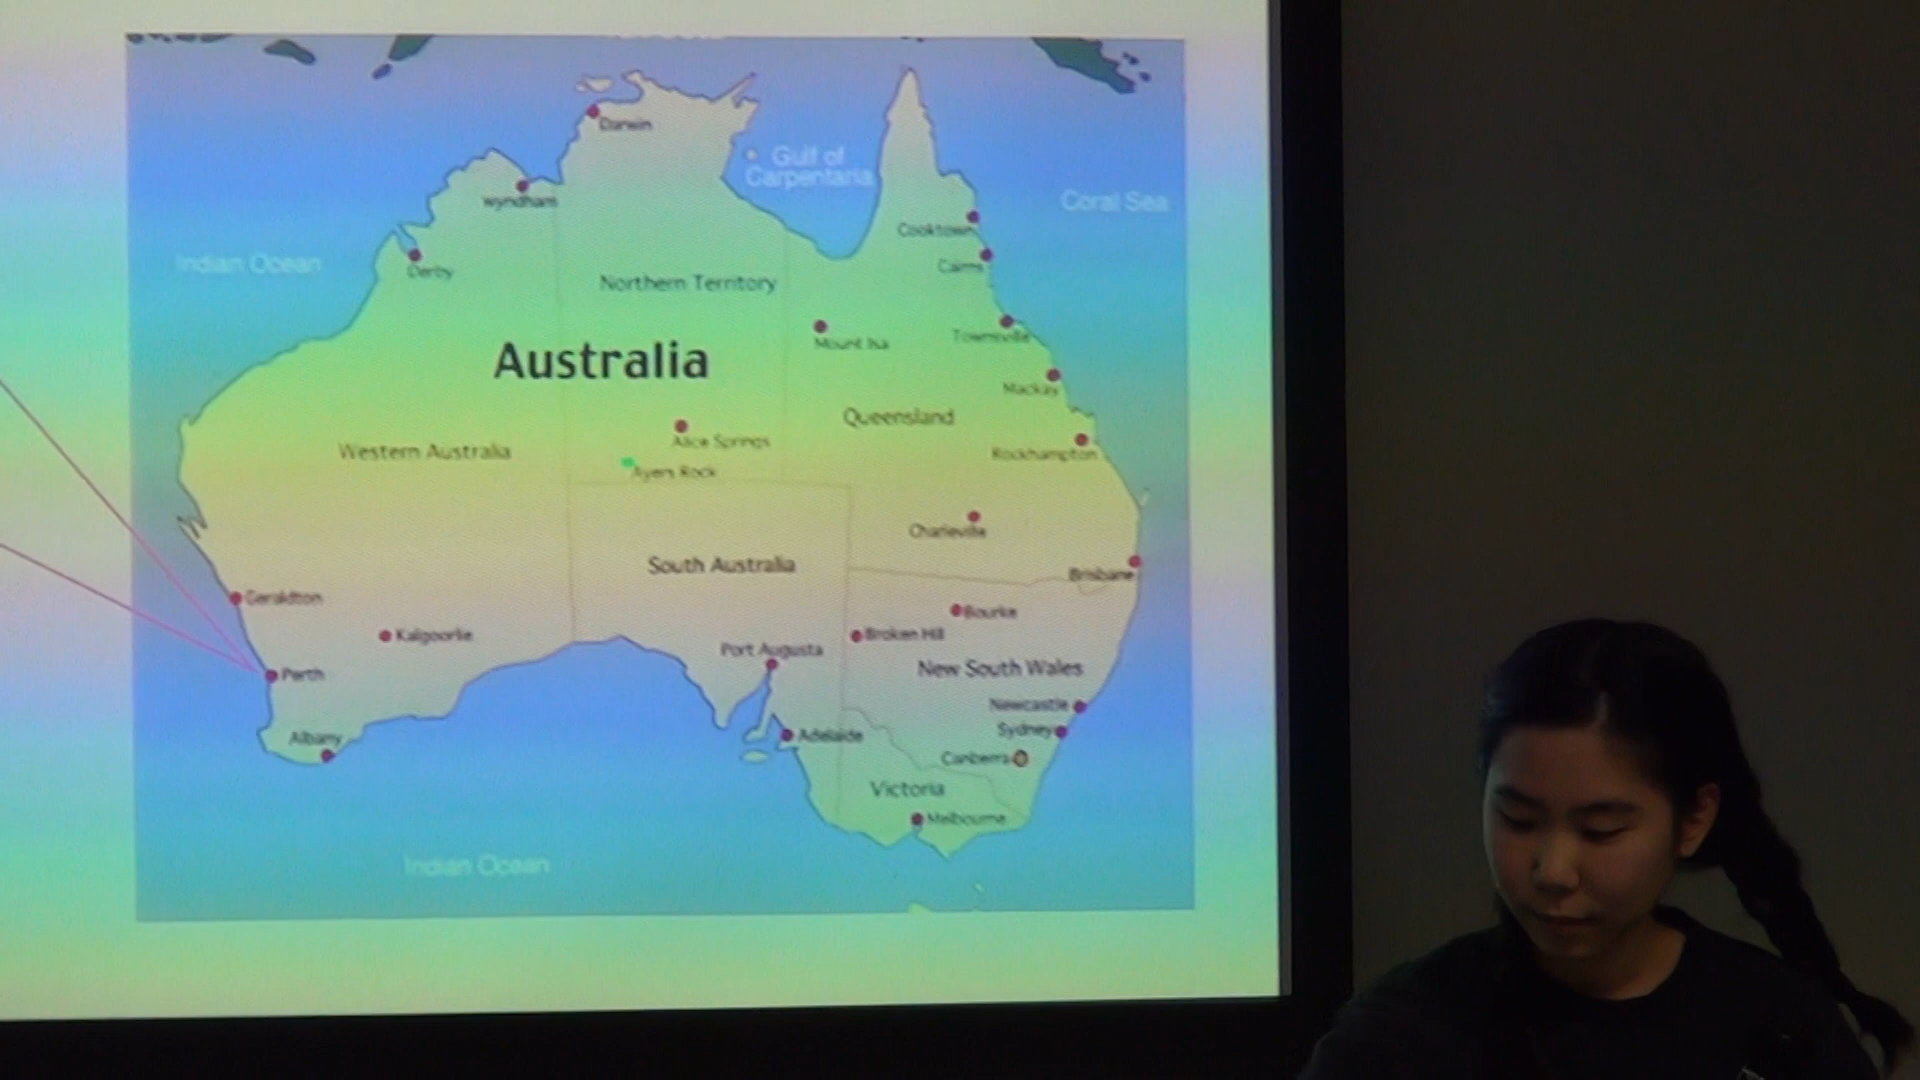 Darwin
Gulf of
Carpentaria
Wyndham
Coral Sea
Cooktown
Indian Ocean
Derby
Cairns
Northern Territory
Mount Isa
Townsville
Australia
Mackay
Queensland
Alice Springs
Western Australia
Rockhampton
Ayers Rock
Charleville
South Australia
Brisbane
Geraldton
Bourke
Kalgoorlie
Broken Hill
Port Augusta
New South Wales
Perth
Newcastle
Sydney
Albany
Adelaide
Canberra
Victoria
Melbourne
Indian Ocean